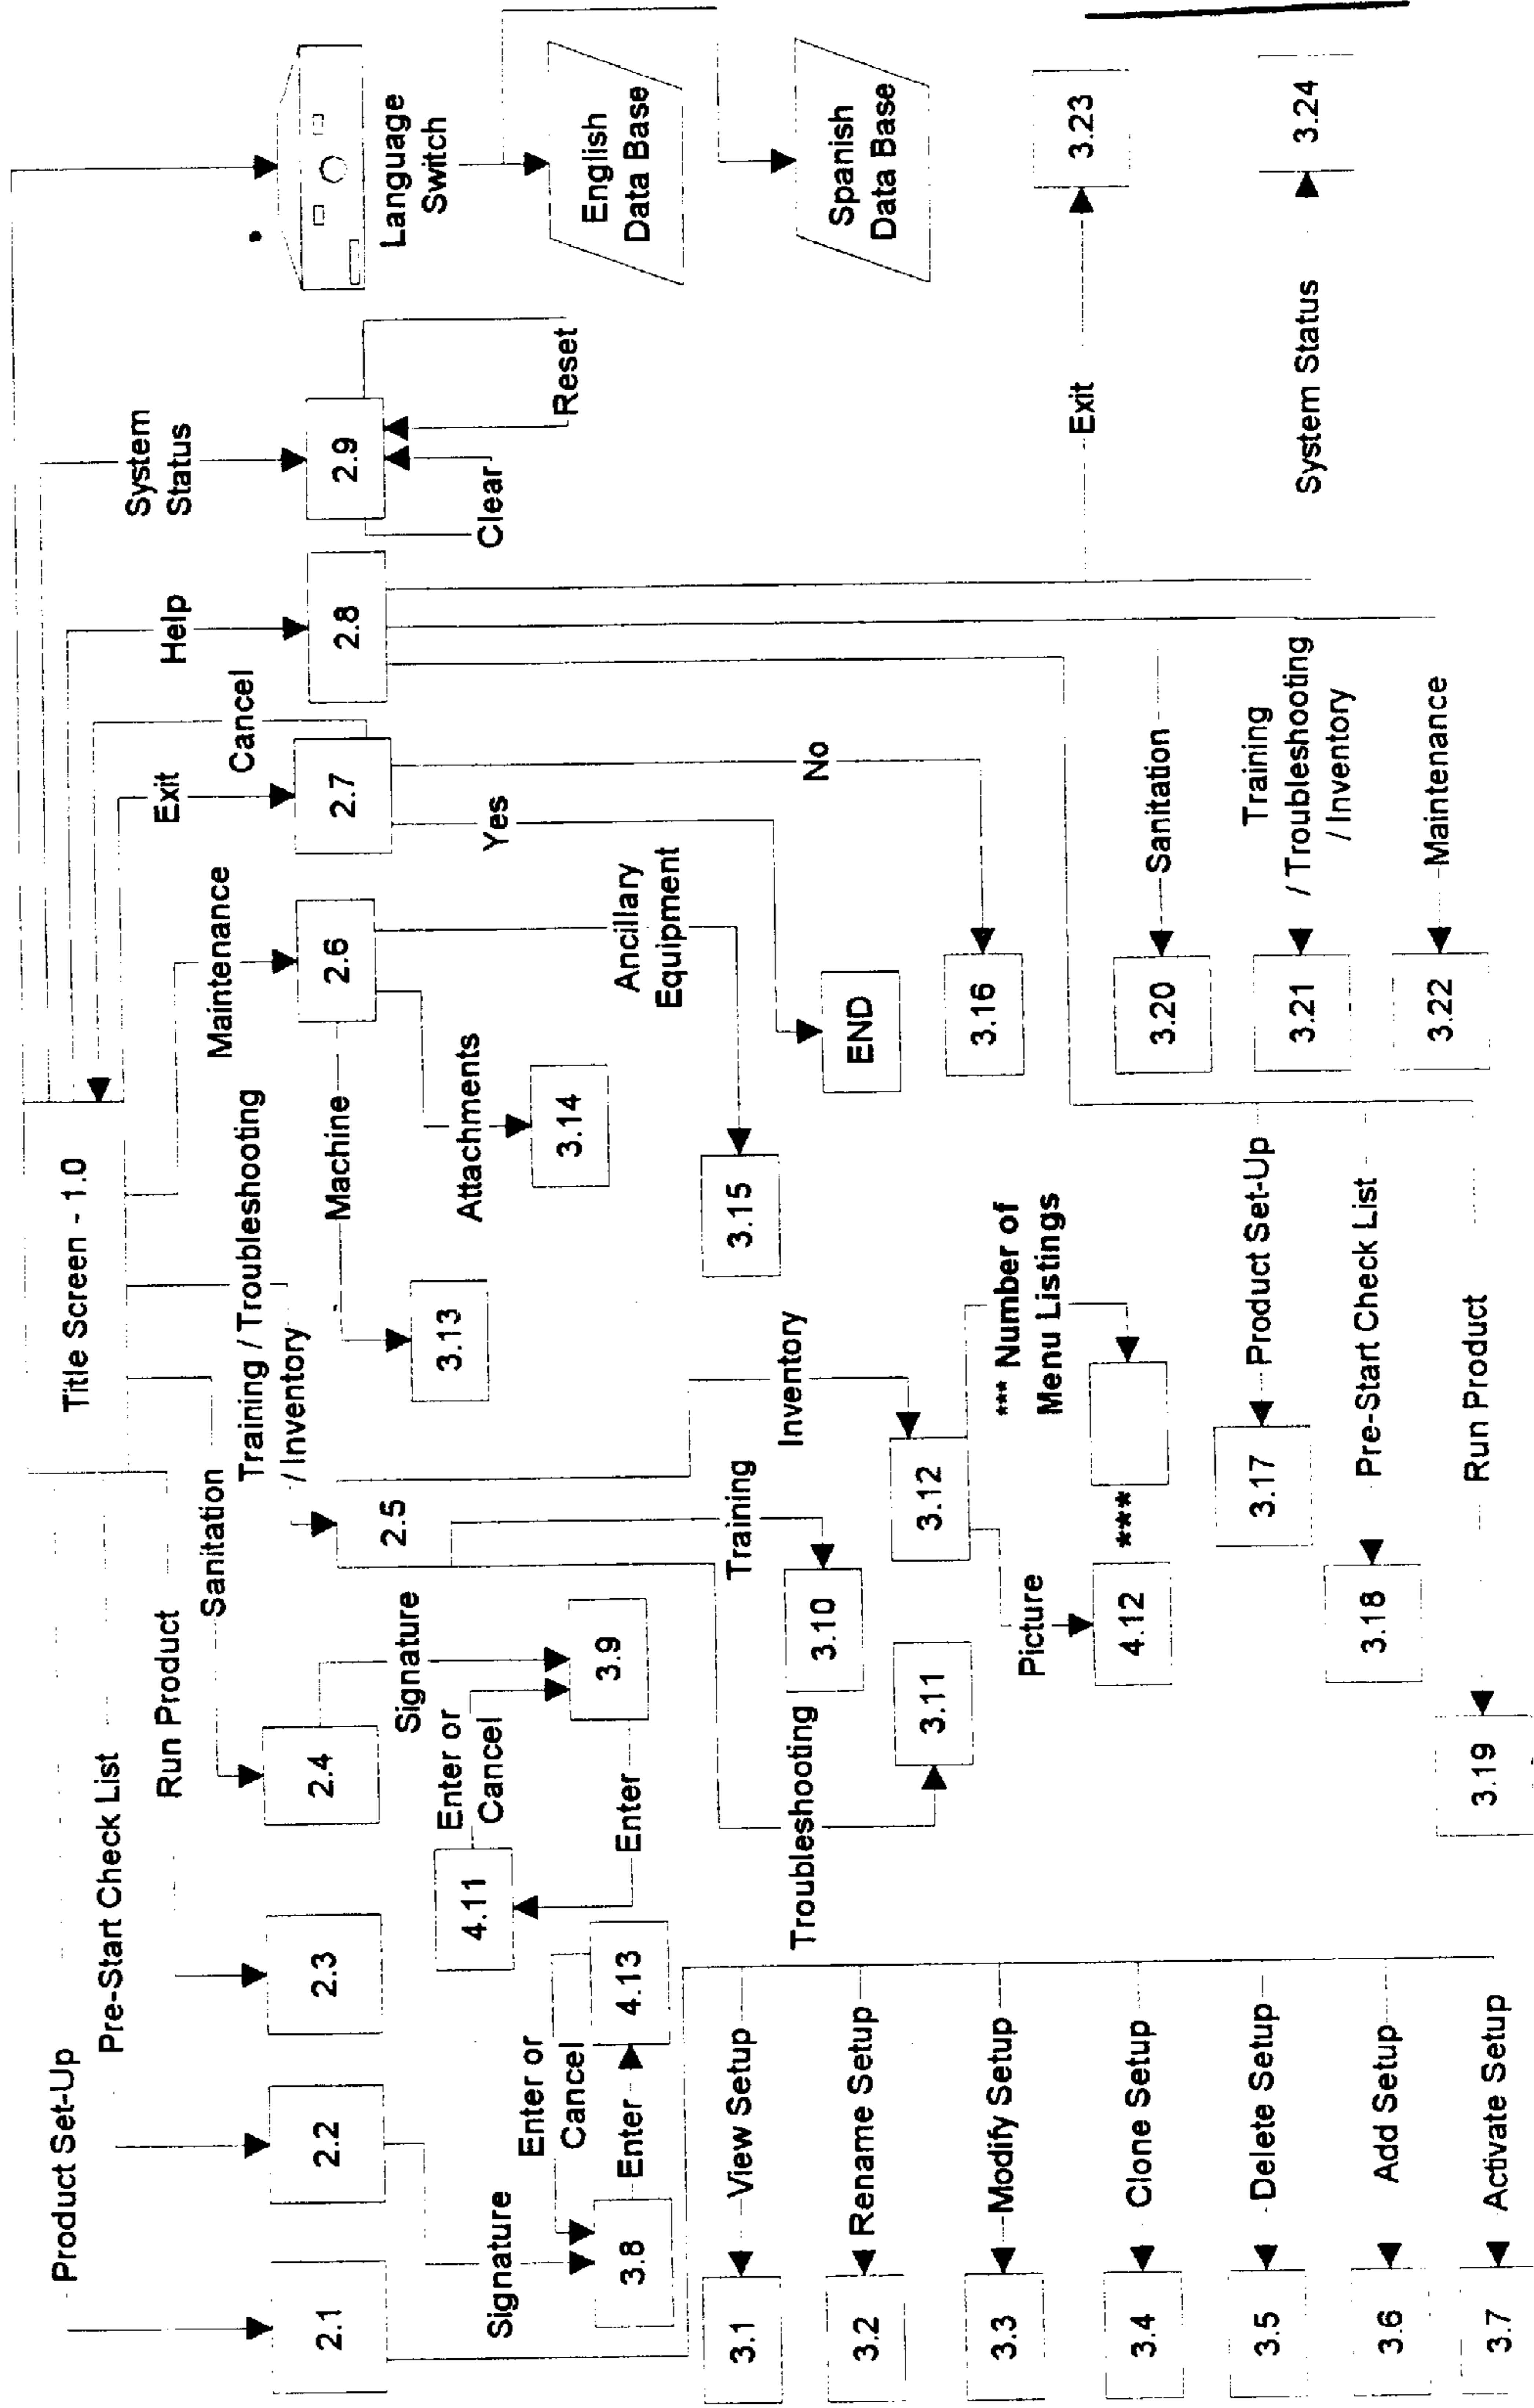 Title Screen - 1.0
Product Set-Up
Pre-Start Check List
Run Product
Sanitation
Training / Troubleshooting
/ Inventory
Maintenance
Exit
Cancel
Help
System
Status
2.1
2.2
2.3
2.4
2.5
2.6
2.7
2.8
2.9
Language
Switch
Clear
Reset
English
Data Base
Spanish
Data Base
Signature
Enter or
Cancel
3.8
Enter
4.13
4.11
Enter or
Cancel
Signature
3.9
Enter
Machine
3.13
Attachments
3.14
Ancillary
Equipment
3.15
Yes
END
No
3.16
Troubleshooting
3.11
Training
3.10
Inventory
3.12
Picture
4.12
***
*** Number of
Menu Listings
3.1
View Setup
3.2
Rename Setup
3.3
Modify Setup
3.4
Clone Setup
3.5
Delete Setup
3.6
Add Setup
3.7
Activate Setup
3.17
Product Set-Up
3.18
Pre-Start Check List
3.19
Run Product
3.20
Sanitation
3.21
Training
/ Troubleshooting
/ Inventory
3.22
Maintenance
Exit
3.23
System Status
3.24